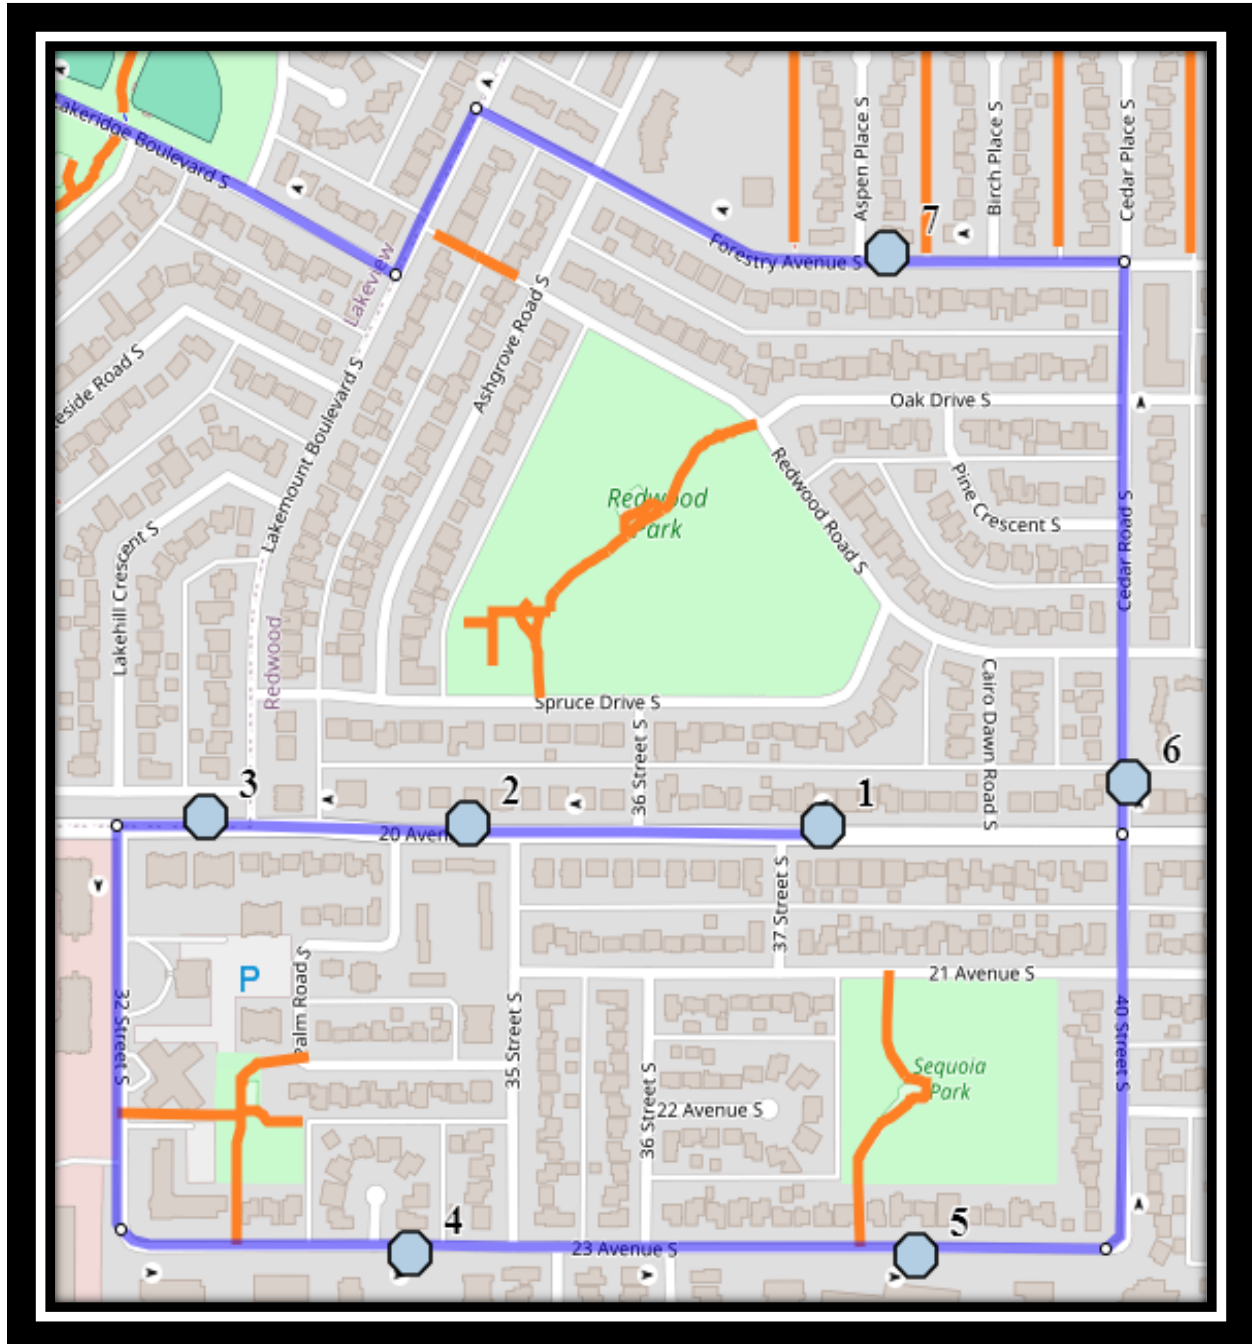 Lakeridge Boulevard S
Aspen Place S
Birch Place S
Cedar Place S
7
Forestry Avenue S
Lakeview
Ashgrove Road S
eside Road S
Oak Drive S
Lakemount Boulevard S
Redwood
Park
Redwood Road S
Pine Crescent S
Cedar Road S
Lakehill Crescent S
Redwood
Spruce Drive S
Cairo Dawn Road S
36 Street S
6
3
2
1
20 Aven
37 Street S
P
Palm Road S
21 Avenue S
32 Street S
35 Street S
40 Street S
Sequoia
Park
36 Street S
22 Avenue S
4
5
23 Avenue S